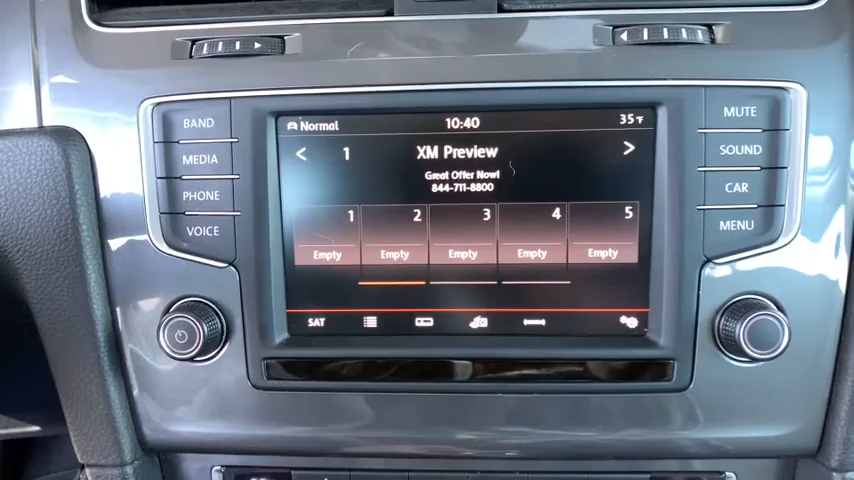 BAND
MEDIA
PHONE
VOICE
Normal
10:40
35°F
< 1 XM Preview >
Great Offer Now!
844-711-8800
1 2 3 4 5
Empty Empty Empty Empty Empty
SAT
MUTE
SOUND
CAR
MENU